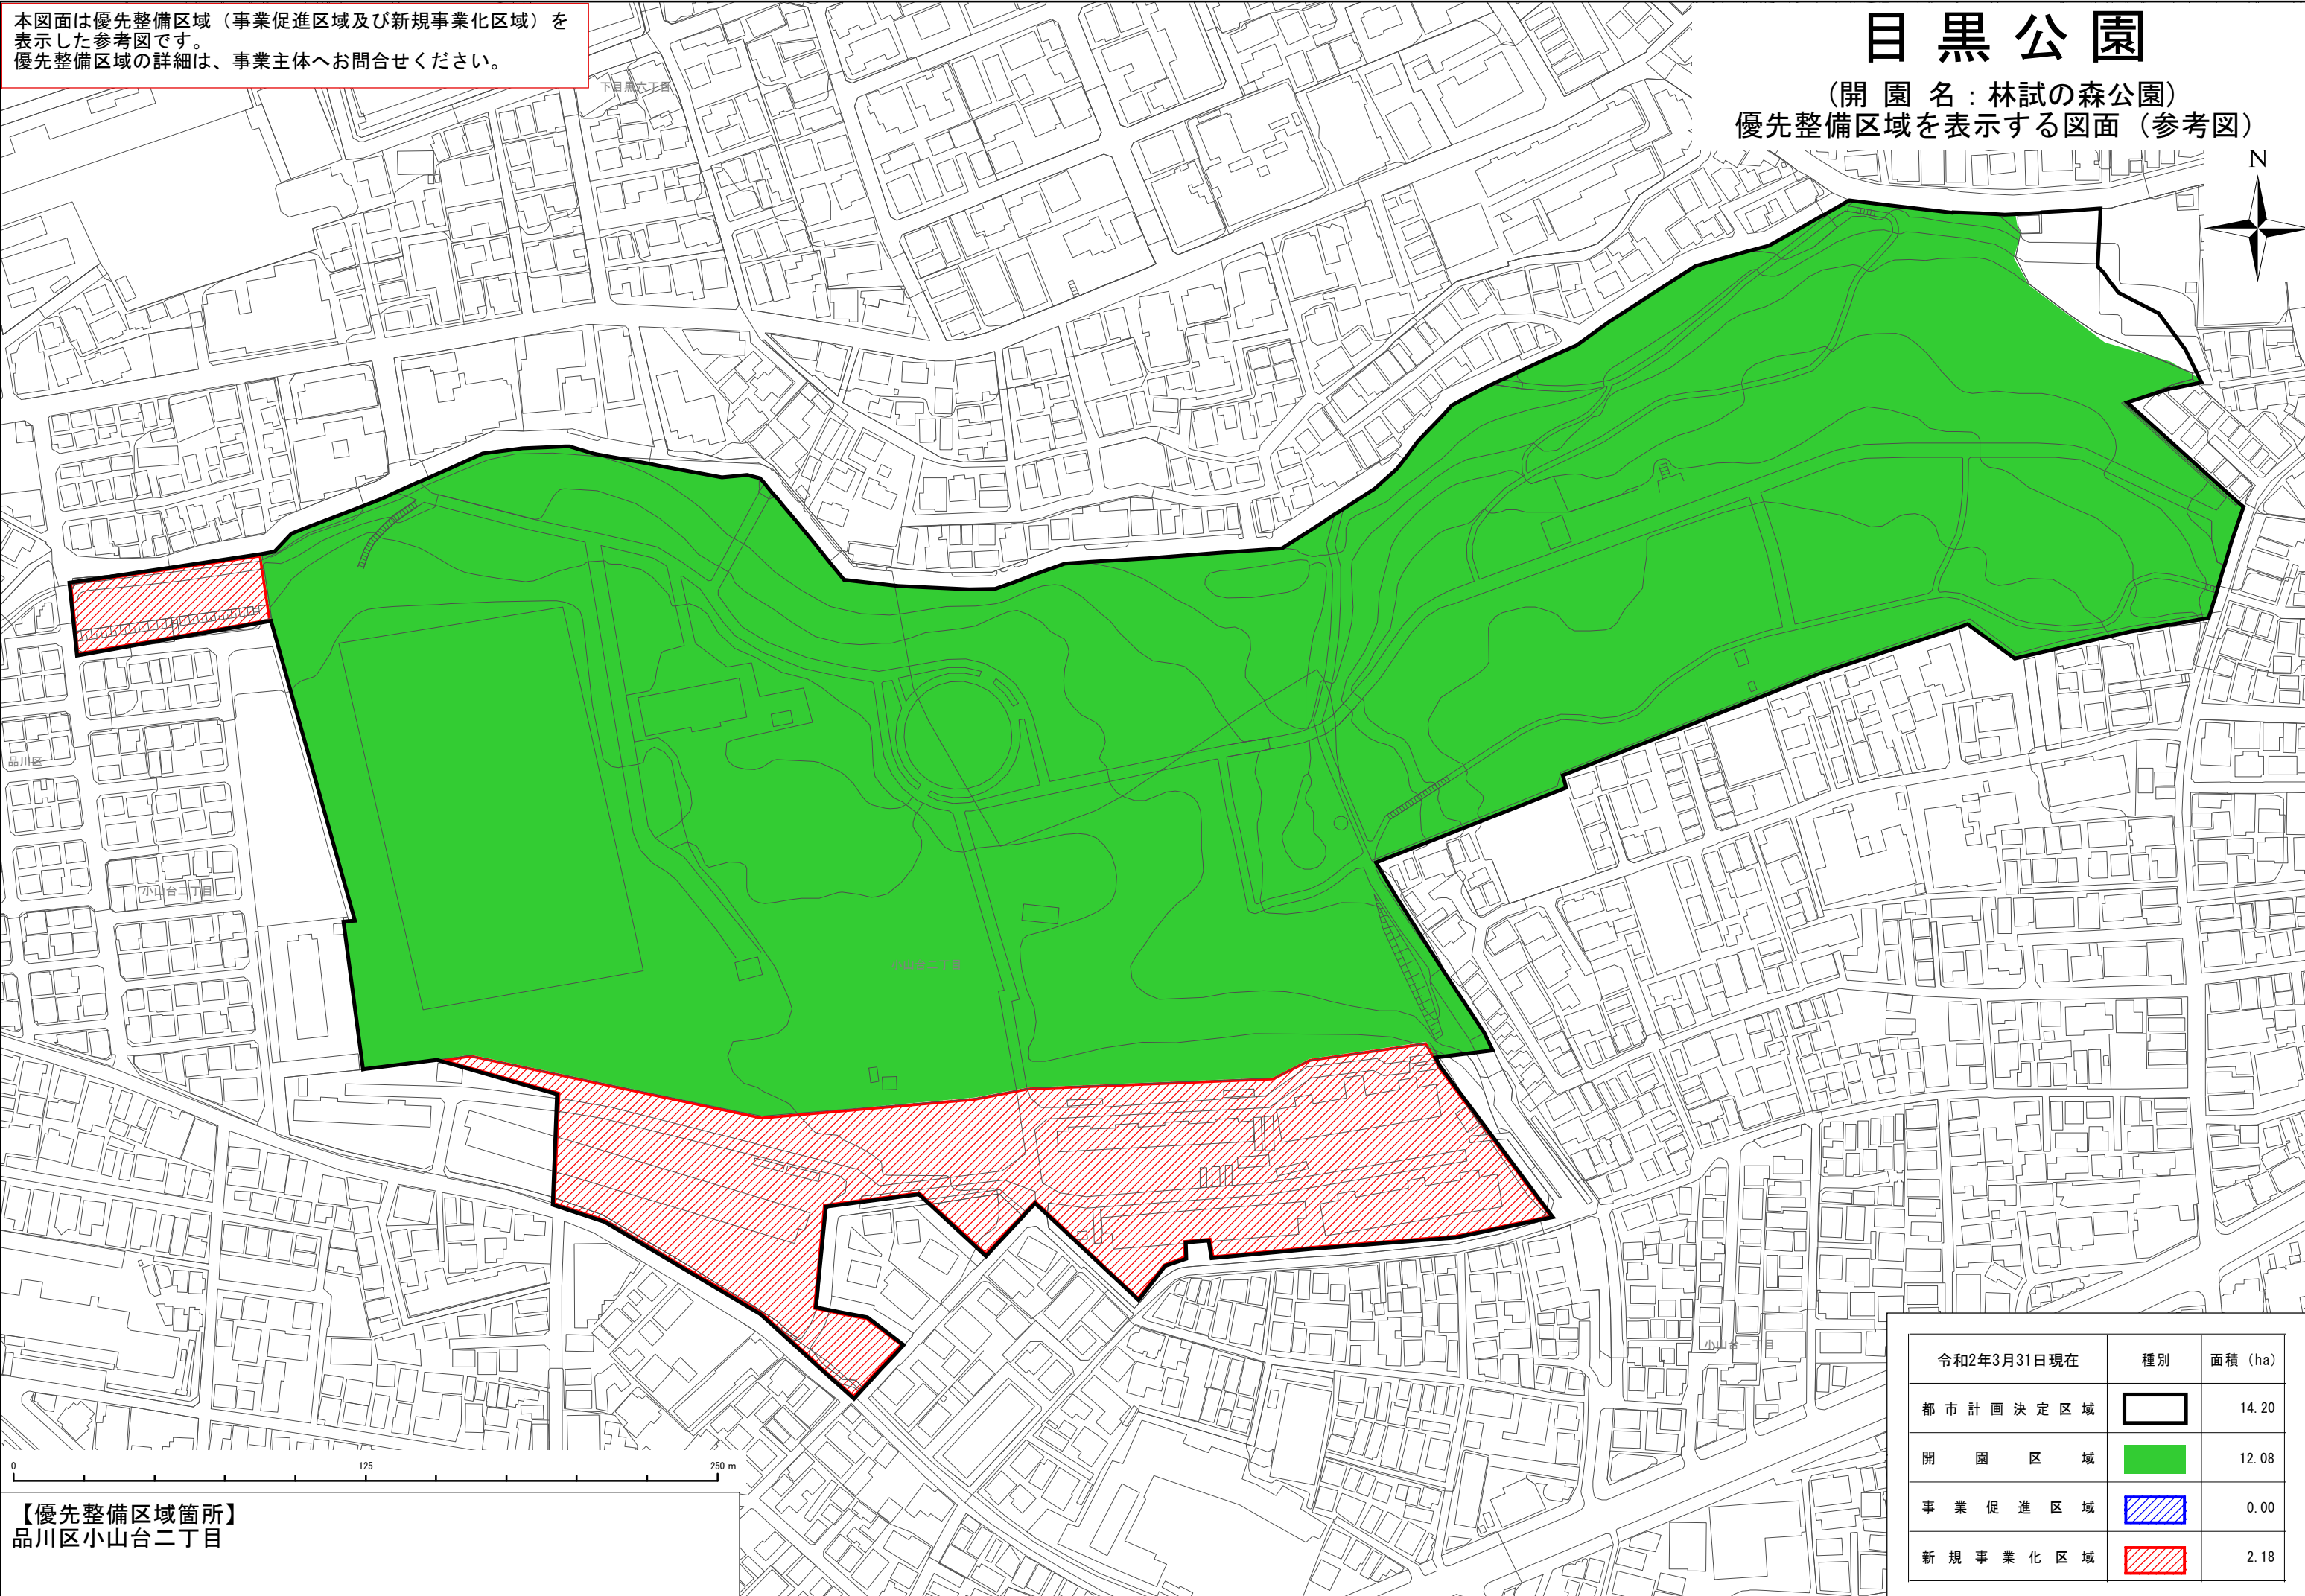 本図面は優先整備区域（事業促進区域及び新規事業化区域）を
表示した参考図です。
優先整備区域の詳細は、事業主体へお問合せください。
目黒公園
（開園名：林試の森公園）
優先整備区域を表示する図面（参考図）
N
下目黒六丁目
品川区
小山台二丁目
小山台二丁目
小山台一丁目
0 125 250 m
【優先整備区域箇所】
品川区小山台二丁目
令和2年3月31日現在 種別 面積（ha）
都市計画決定区域 14.20
開園区域 12.08
事業促進区域 0.00
新規事業化区域 2.18